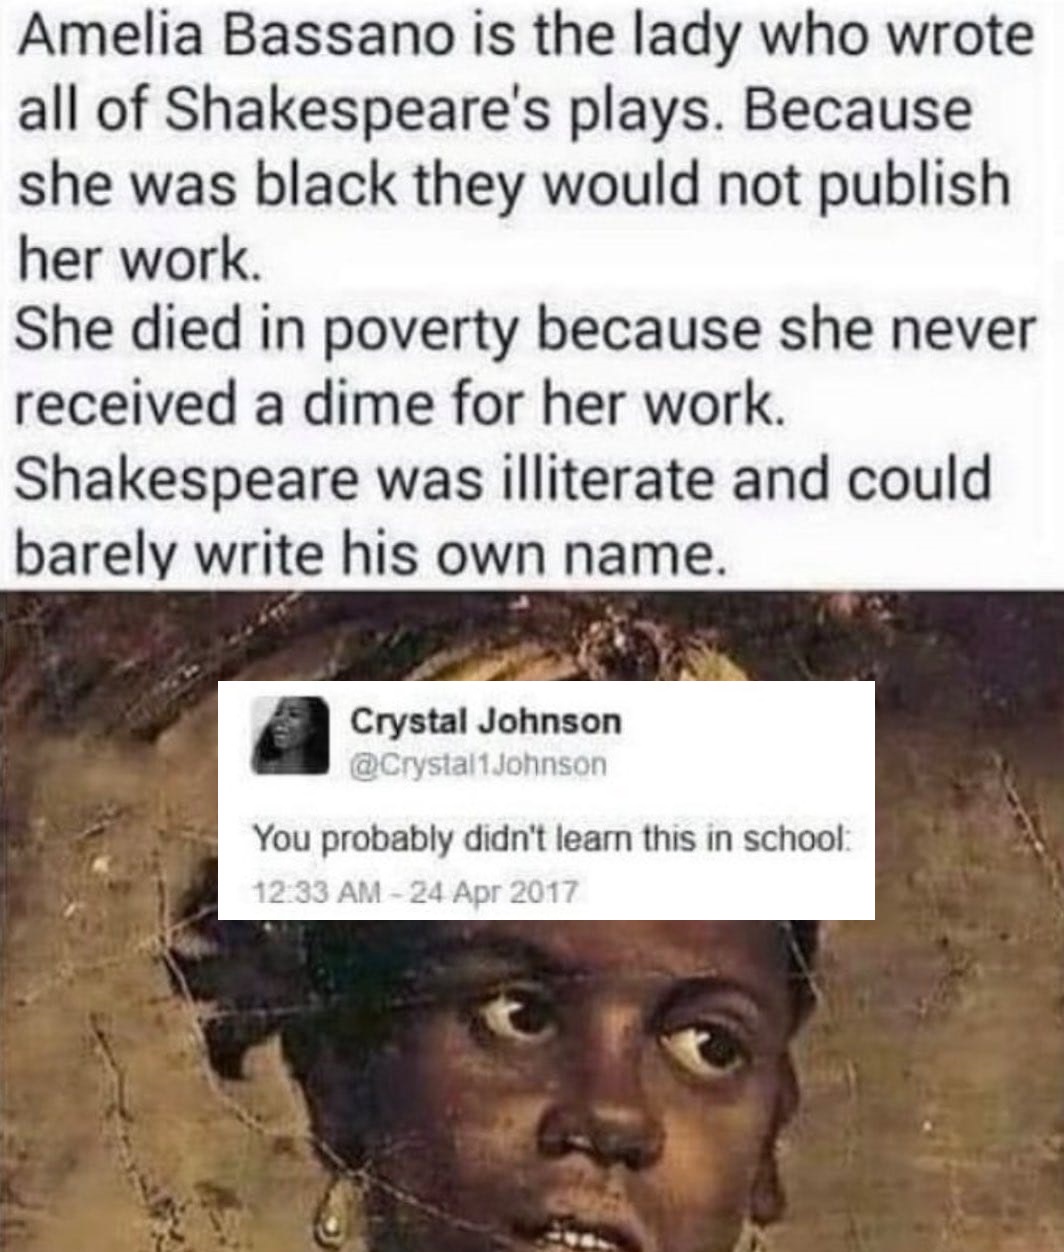 Amelia Bassano is the lady who wrote
all of Shakespeare's plays. Because
she was black they would not publish
her work.
She died in poverty because she never
received a dime for her work.
Shakespeare was illiterate and could
barely write his own name.
Crystal Johnson
@Crystal1Johnson
You probably didn't learn this in school:
12:33 AM - 24 Apr 2017